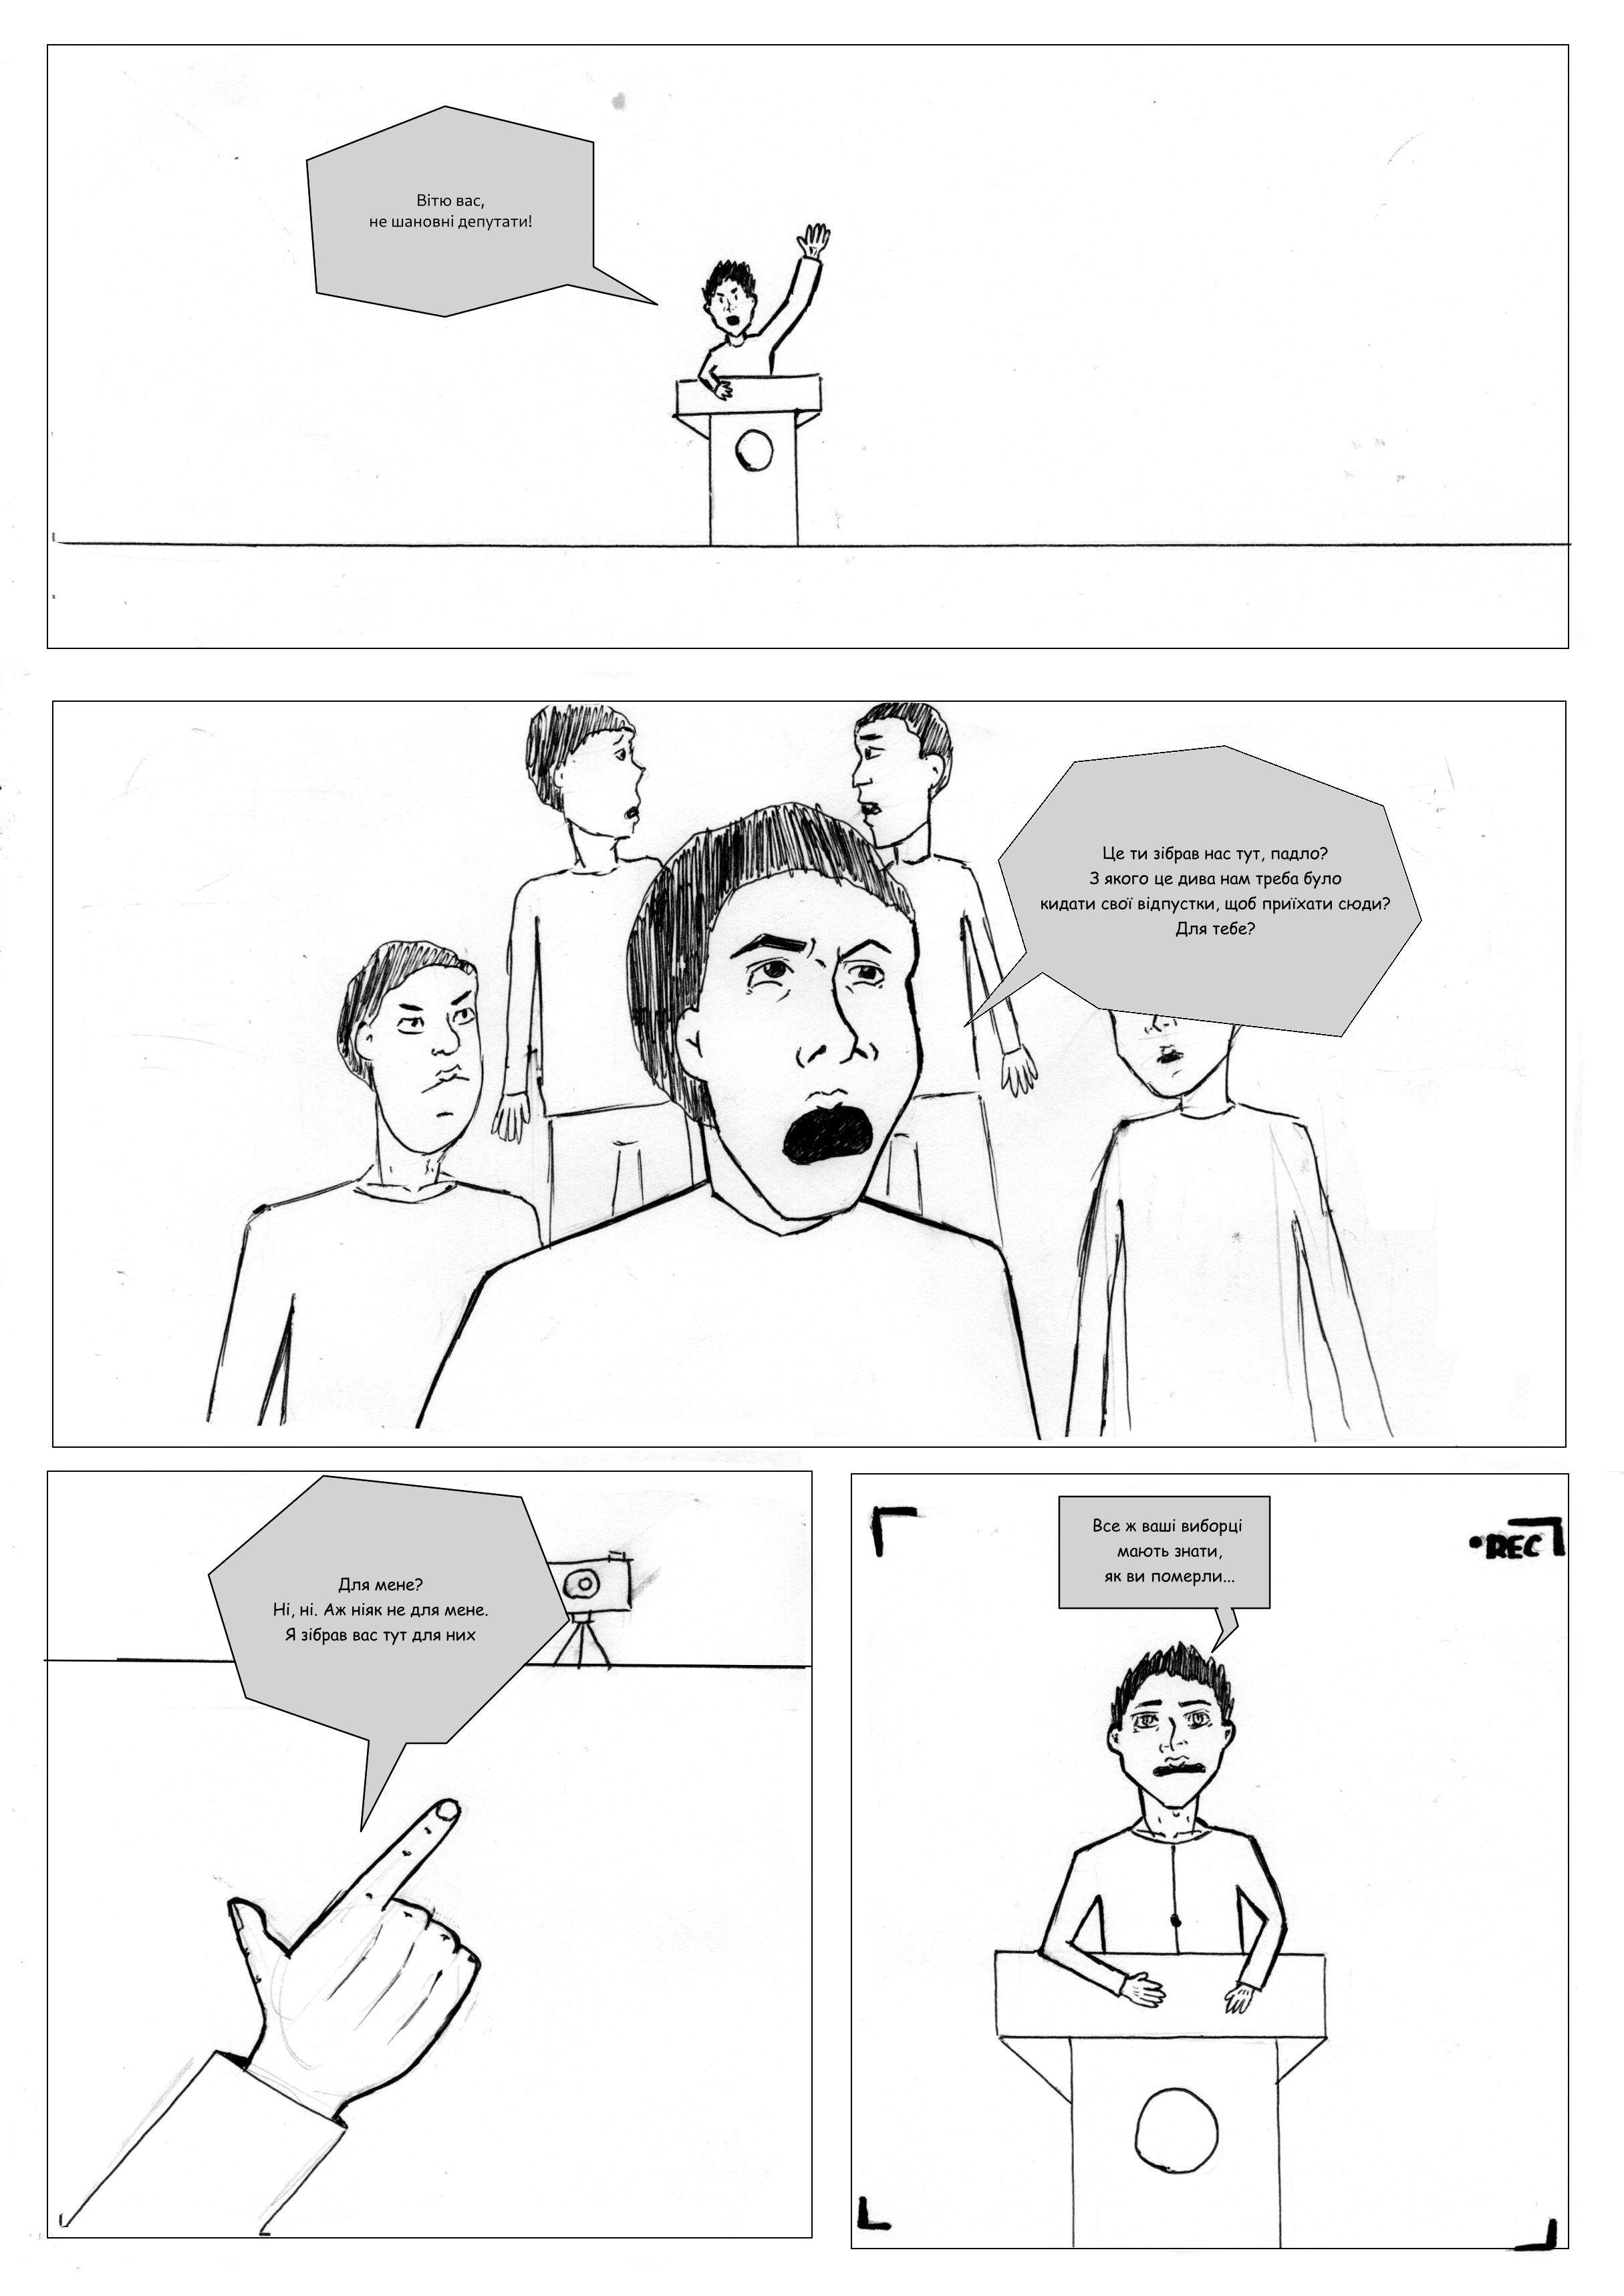 Вітю вас,
не шановні депутати!
Це ти зібрав нас тут, падло?
З якого це дива нам треба було
кидати свої відпустки, щоб приїхати сюди?
Для тебе?
Для мене?
Ні, ні. Аж ніяк не для мене.
Я зібрав вас тут для них
Все ж ваші виборці
мають знати,
як ви померли...
REC